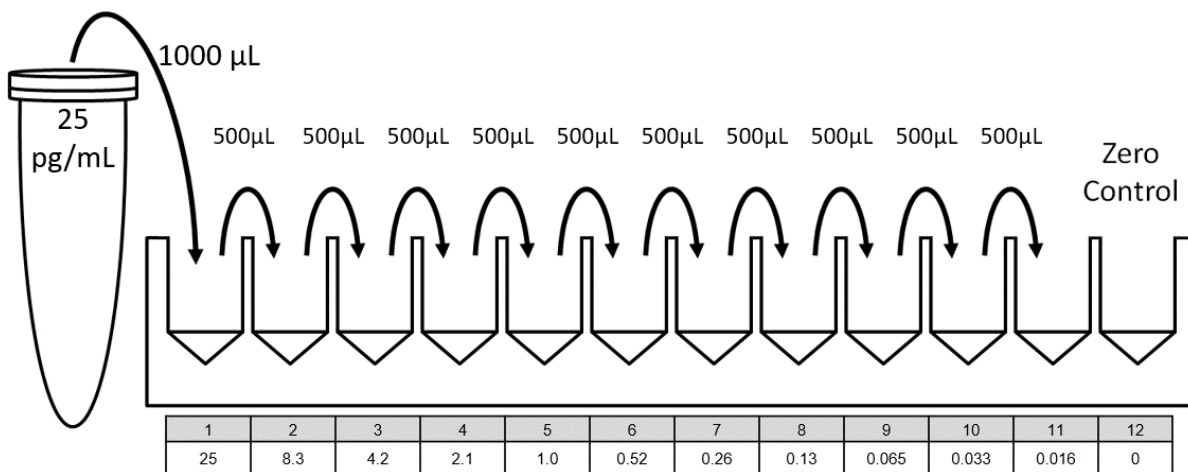 1000 µL
25
pg/mL
500µL 500µL 500µL 500µL 500µL 500µL 500µL 500µL 500µL 500µL
Zero
Control
1 2 3 4 5 6 7 8 9 10 11 12
25 8.3 4.2 2.1 1.0 0.52 0.26 0.13 0.065 0.033 0.016 0